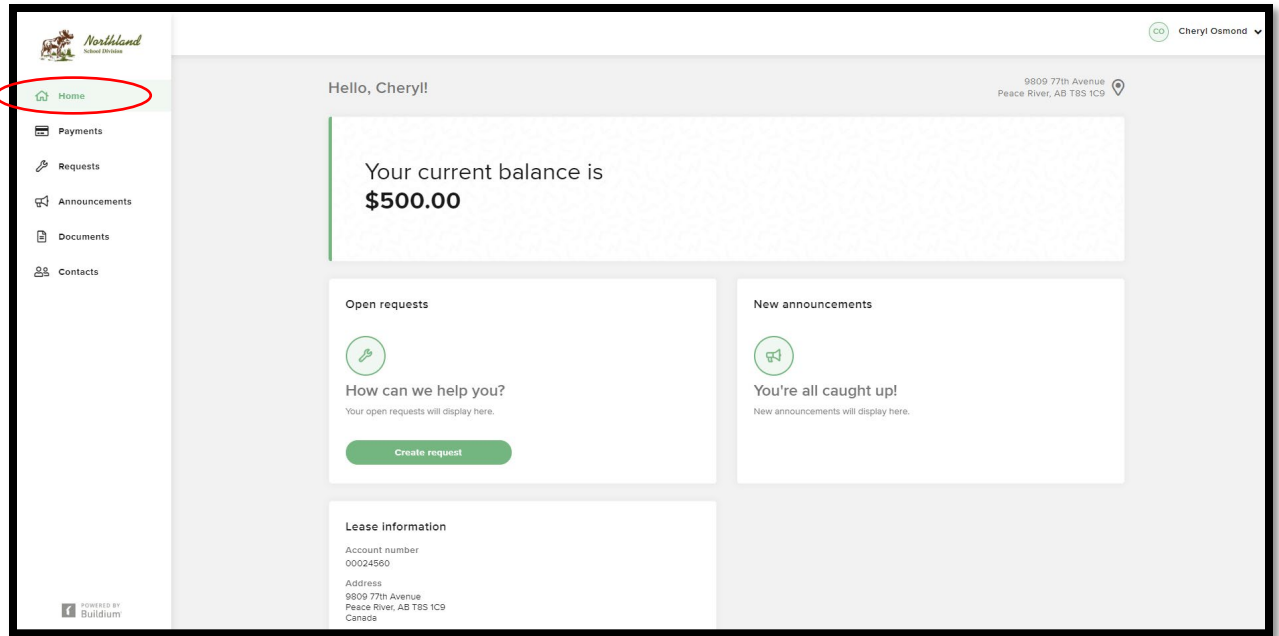 Northland
School Division
CO
Cheryl Osmond
Home
Payments
Requests
Announcements
Documents
Contacts
POWERED BY
Buildium
Hello, Cheryl!
9809 77th Avenue
Peace River, AB T8S 1C9
Your current balance is
$500.00
Open requests
How can we help you?
Your open requests will display here.
Create request
New announcements
You're all caught up!
New announcements will display here.
Lease information
Account number
00024560
Address
9809 77th Avenue
Peace River, AB T8S 1C9
Canada